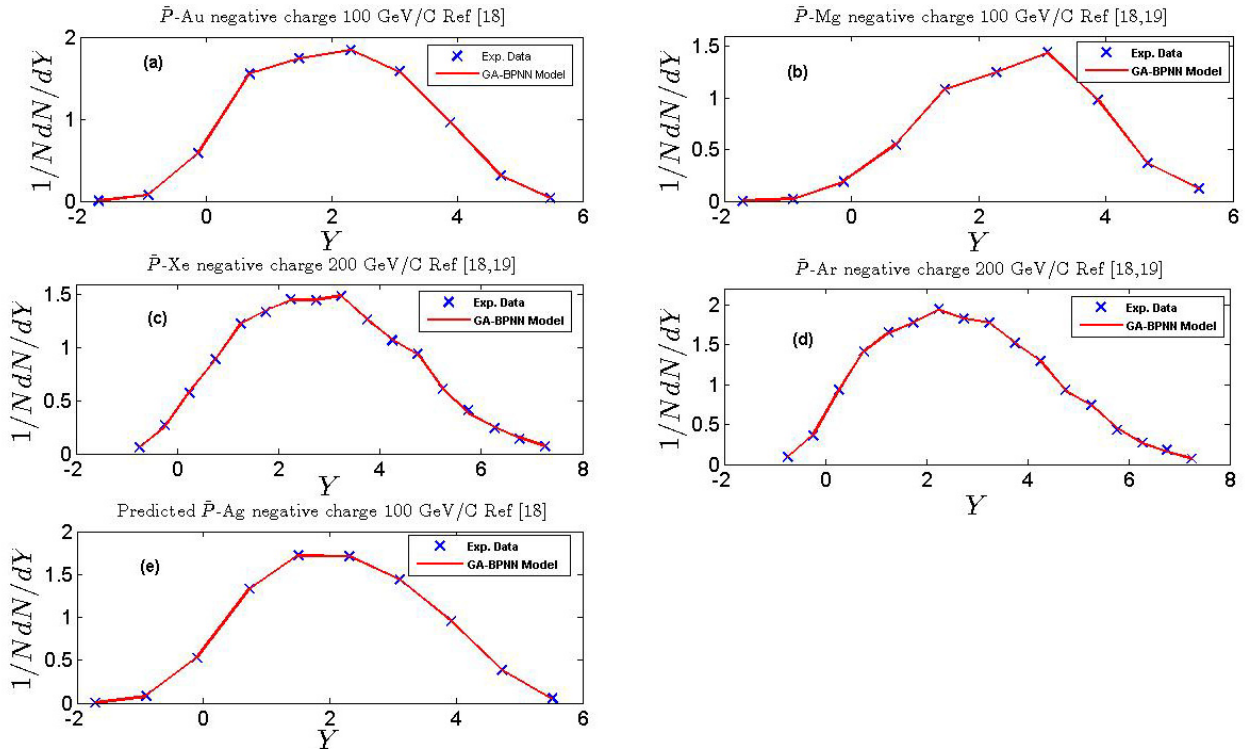 P̄-Au negative charge 100 GeV/C Ref [18]
2
1
0
1/NdN/dY
(a)
Exp. Data
GA-BPNN Model
-2 0 2 4 6
Y
P̄-Mg negative charge 100 GeV/C Ref [18,19]
1.5
1
0.5
0
1/NdN/dY
(b)
Exp. Data
GA-BPNN Model
-2 0 2 4 6
Y
P̄-Xe negative charge 200 GeV/C Ref [18,19]
1.5
1
0.5
0
1/NdN/dY
(c)
Exp. Data
GA-BPNN Model
-2 0 2 4 6 8
Y
P̄-Ar negative charge 200 GeV/C Ref [18,19]
2
1.5
1
0.5
0
1/NdN/dY
(d)
Exp. Data
GA-BPNN Model
-2 0 2 4 6 8
Y
Predicted P̄-Ag negative charge 100 GeV/C Ref [18]
2
1.5
1
0.5
0
1/NdN/dY
(e)
Exp. Data
GA-BPNN Model
-2 0 2 4 6
Y